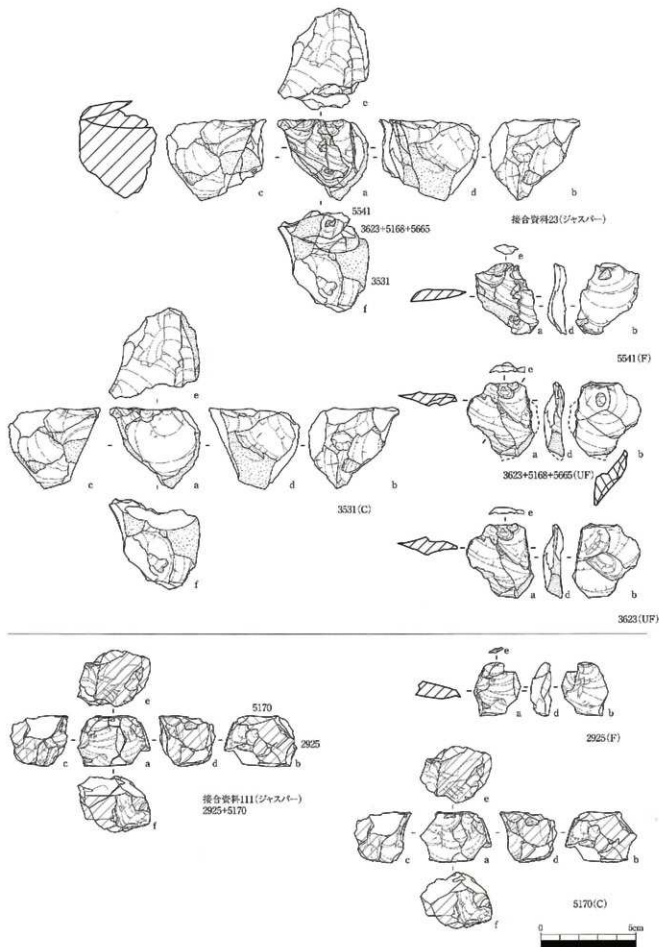 e
c
a
d
b
接合資料23(ジャスパー)
5541
3623+5168+5665
3531
f
e
a
d
b
5541(F)
e
c
a
d
b
3531(C)
f
e
a
d
b
3623+5168+5665(UF)
e
a
d
b
3623(UF)
e
5170
2925
c
a
d
b
接合資料111(ジャスパー)
2925+5170
f
e
a
d
b
2925(F)
e
c
a
d
b
f
5170(C)
0 5cm